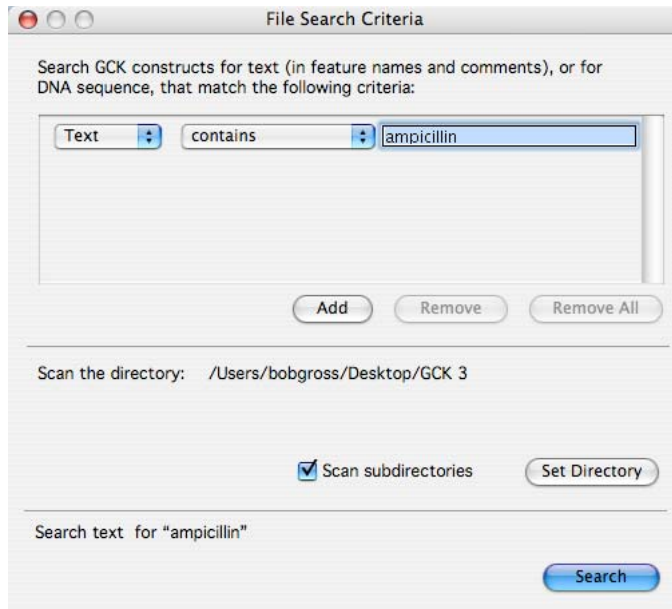 File Search Criteria
Search GCK constructs for text (in feature names and comments), or for
DNA sequence, that match the following criteria:
Text contains ampicillin
Add Remove Remove All
Scan the directory: /Users/bobgross/Desktop/GCK 3
Scan subdirectories Set Directory
Search text for “ampicillin”
Search